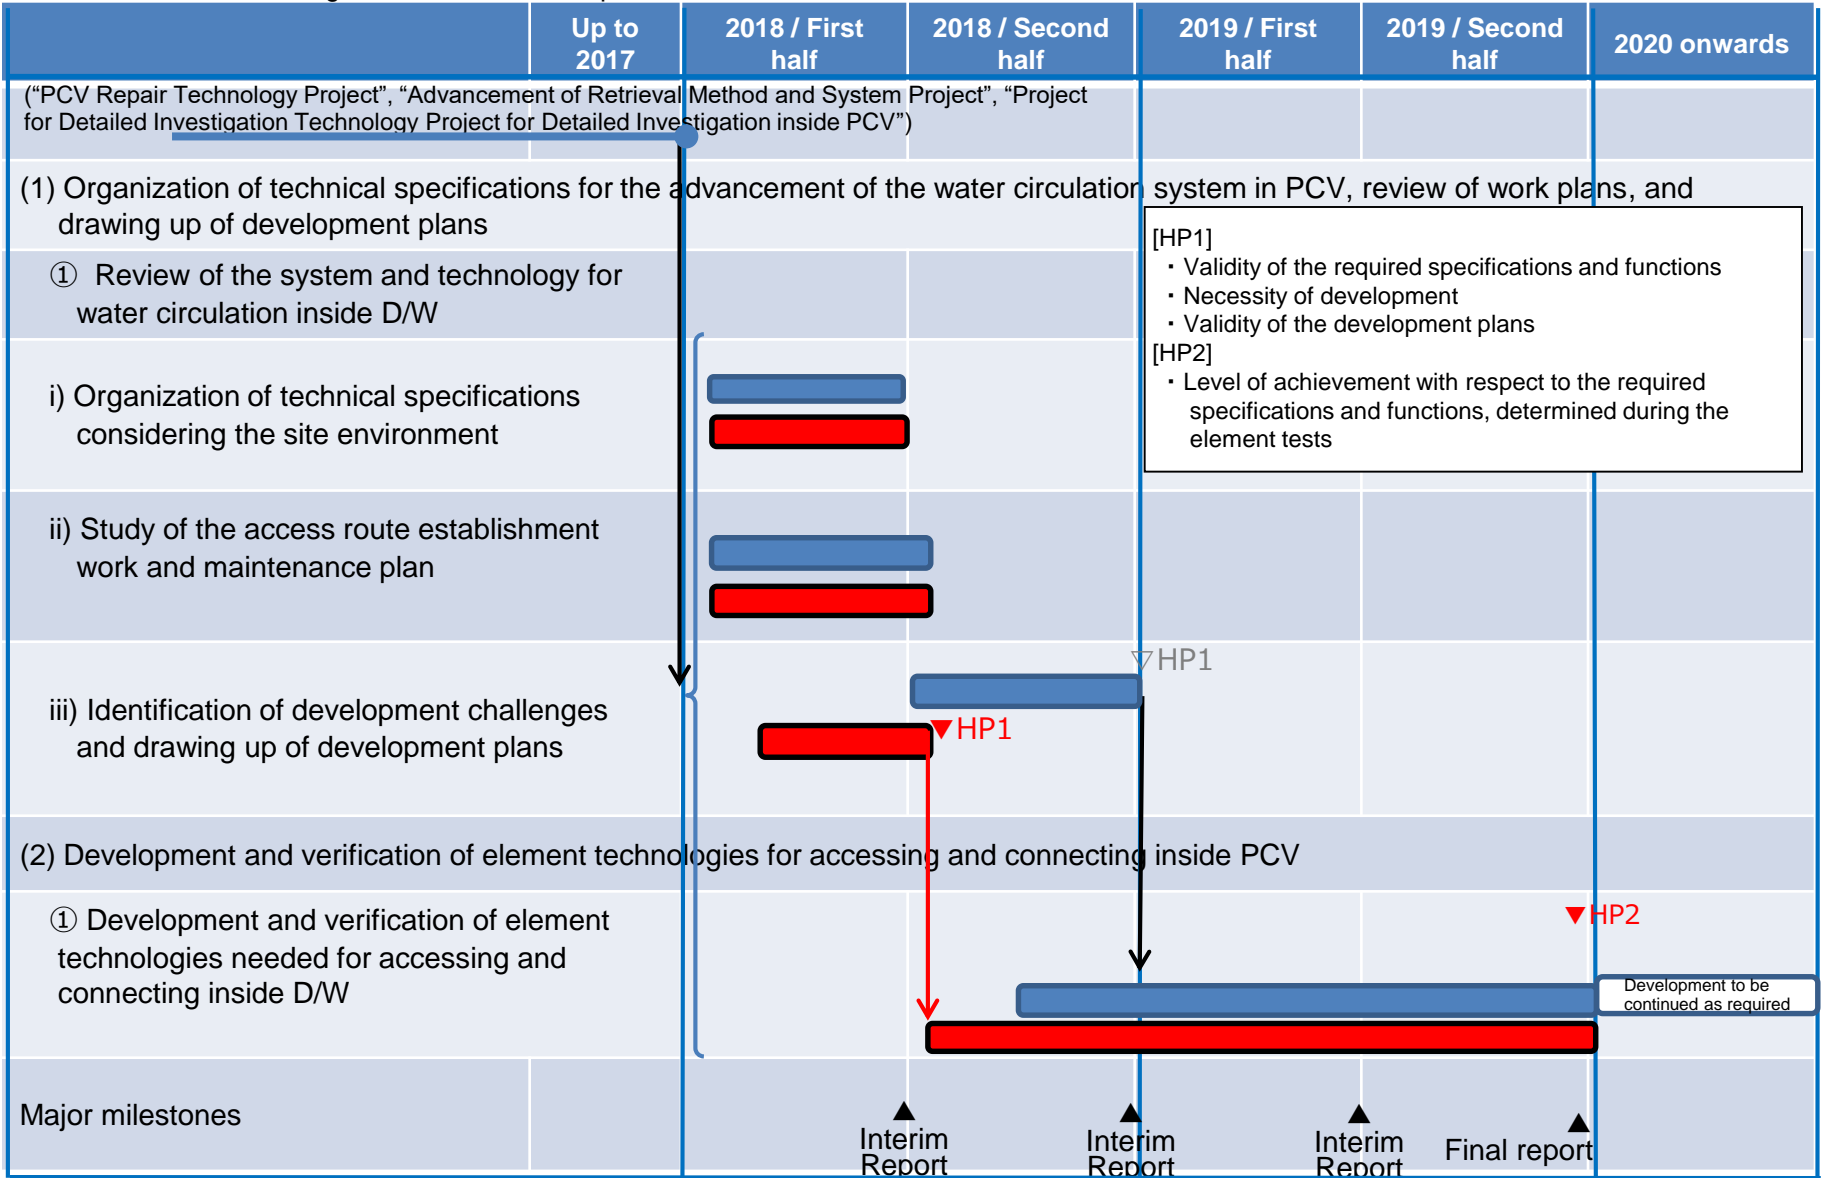 Up to
2017
2018 / First
half
2018 / Second
half
2019 / First
half
2019 / Second
half
2020 onwards
(“PCV Repair Technology Project”, “Advancement of Retrieval Method and System Project”, “Project
for Detailed Investigation Technology Project for Detailed Investigation inside PCV”)
(1) Organization of technical specifications for the advancement of the water circulation system in PCV, review of work plans, and
drawing up of development plans
[HP1]
・Validity of the required specifications and functions
・Necessity of development
・Validity of the development plans
[HP2]
・Level of achievement with respect to the required
specifications and functions, determined during the
element tests
① Review of the system and technology for
water circulation inside D/W
i) Organization of technical specifications
considering the site environment
ii) Study of the access route establishment
work and maintenance plan
▽HP1
iii) Identification of development challenges
and drawing up of development plans
▼HP1
(2) Development and verification of element technologies for accessing and connecting inside PCV
① Development and verification of element
technologies needed for accessing and
connecting inside D/W
▼HP2
Development to be
continued as required
Major milestones
▲
Interim
Report
▲
Interim
Report
▲
Interim
Report
▲
Final report